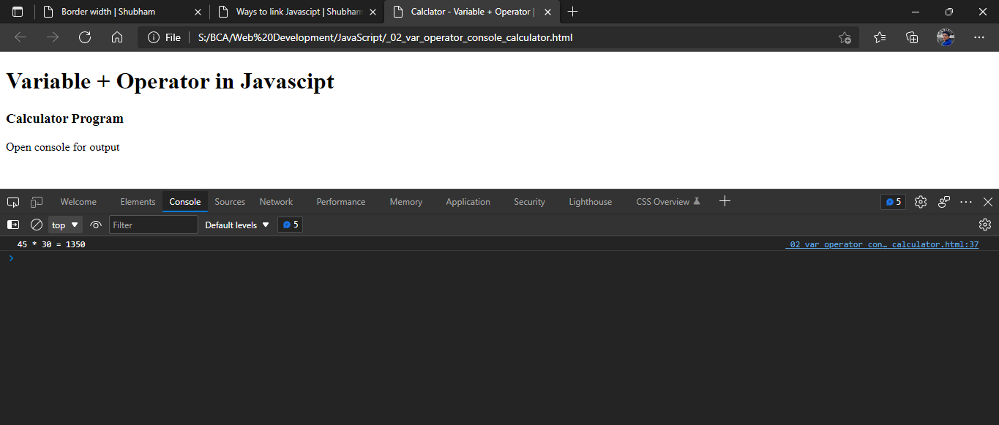 Border width | Shubham
Ways to link Javascipt | Shubham
Calclator - Variable + Operator |
File
S:/BCA/Web%20Development/JavaScript/_02_var_operator_console_calculator.html
Variable + Operator in Javascipt
Calculator Program
Open console for output
Welcome Elements Console Sources Network Performance Memory Application Security Lighthouse CSS Overview 5
top Filter Default levels 5
45 * 30 = 1350 _02_var_operator_con…_calculator.html:37